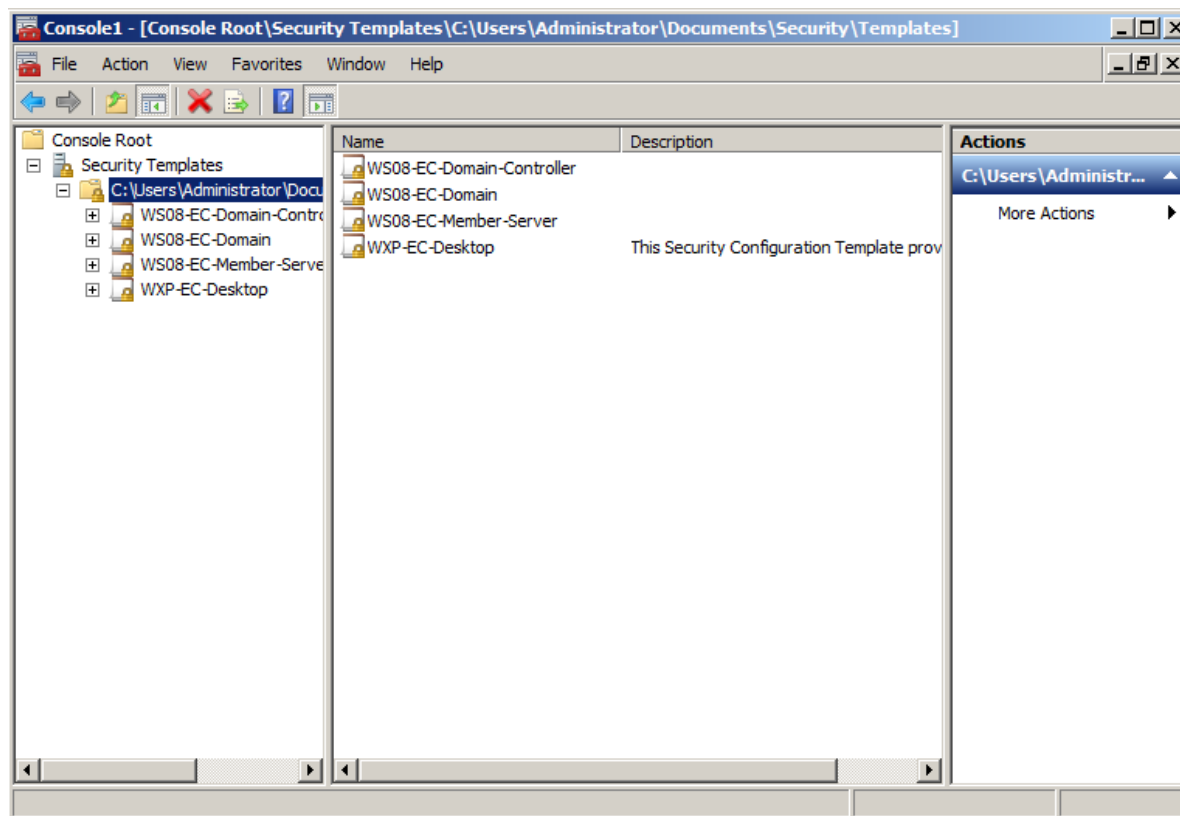 Console1 - [Console Root\Security Templates\C:\Users\Administrator\Documents\Security\Templates]
File Action View Favorites Window Help
Console Root
Security Templates
C:\Users\Administrator\Docu
WS08-EC-Domain-Contro
WS08-EC-Domain
WS08-EC-Member-Serve
WXP-EC-Desktop
Name Description
WS08-EC-Domain-Controller
WS08-EC-Domain
WS08-EC-Member-Server
WXP-EC-Desktop This Security Configuration Template prov
Actions
C:\Users\Administr...
More Actions